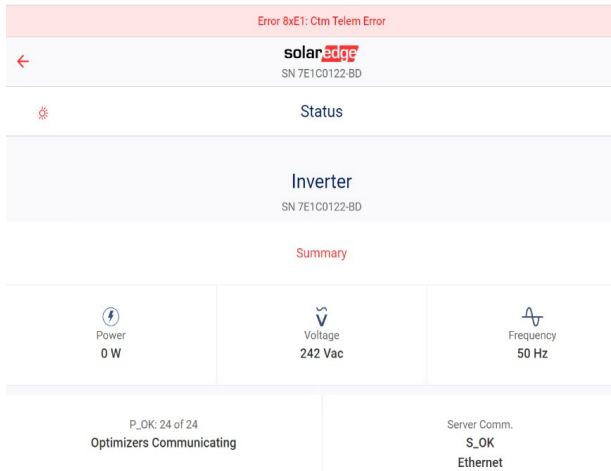 Error 8xE1: Ctm Telem Error
solaredge
SN 7E1C0122-BD
Status
Inverter
SN 7E1C0122-BD
Summary
Power
0 W
Voltage
242 Vac
Frequency
50 Hz
P_OK: 24 of 24
Optimizers Communicating
Server Comm.
S_OK
Ethernet